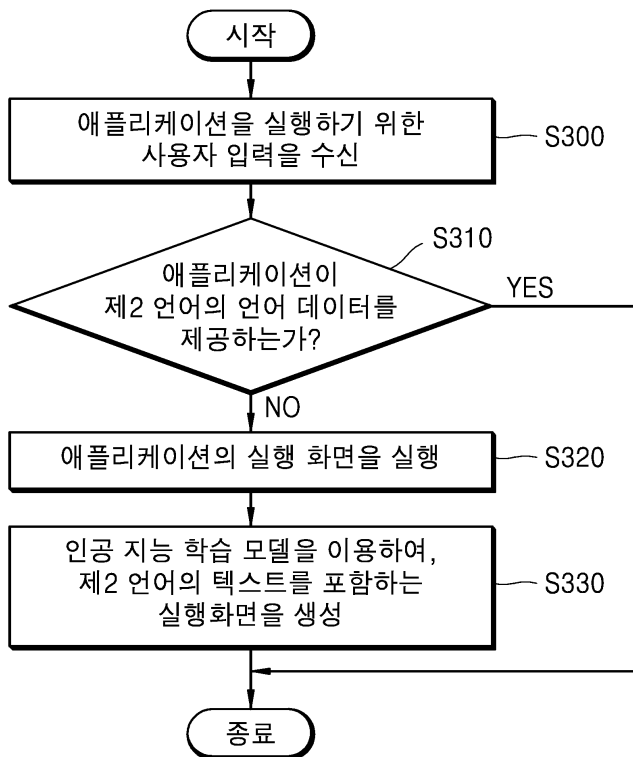 시작
애플리케이션을 실행하기 위한
사용자 입력을 수신
S300
S310
애플리케이션이
제2 언어의 언어 데이터를
제공하는가?
YES
NO
애플리케이션의 실행 화면을 실행
S320
인공 지능 학습 모델을 이용하여,
제2 언어의 텍스트를 포함하는
실행화면을 생성
S330
종료